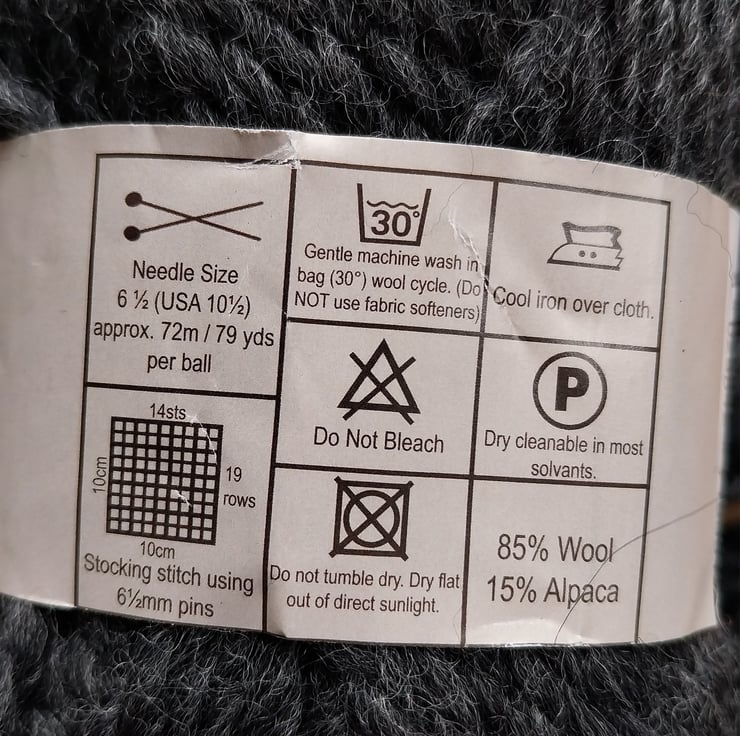 Needle Size
6 ½ (USA 10½)
approx. 72m / 79 yds
per ball
14sts
10cm
19
rows
10cm
Stocking stitch using
6½mm pins
30°
Gentle machine wash in
bag (30°) wool cycle. (Do
NOT use fabric softeners)
Do Not Bleach
Do not tumble dry. Dry flat
out of direct sunlight.
Cool iron over cloth.
P
Dry cleanable in most
solvants.
85% Wool
15% Alpaca